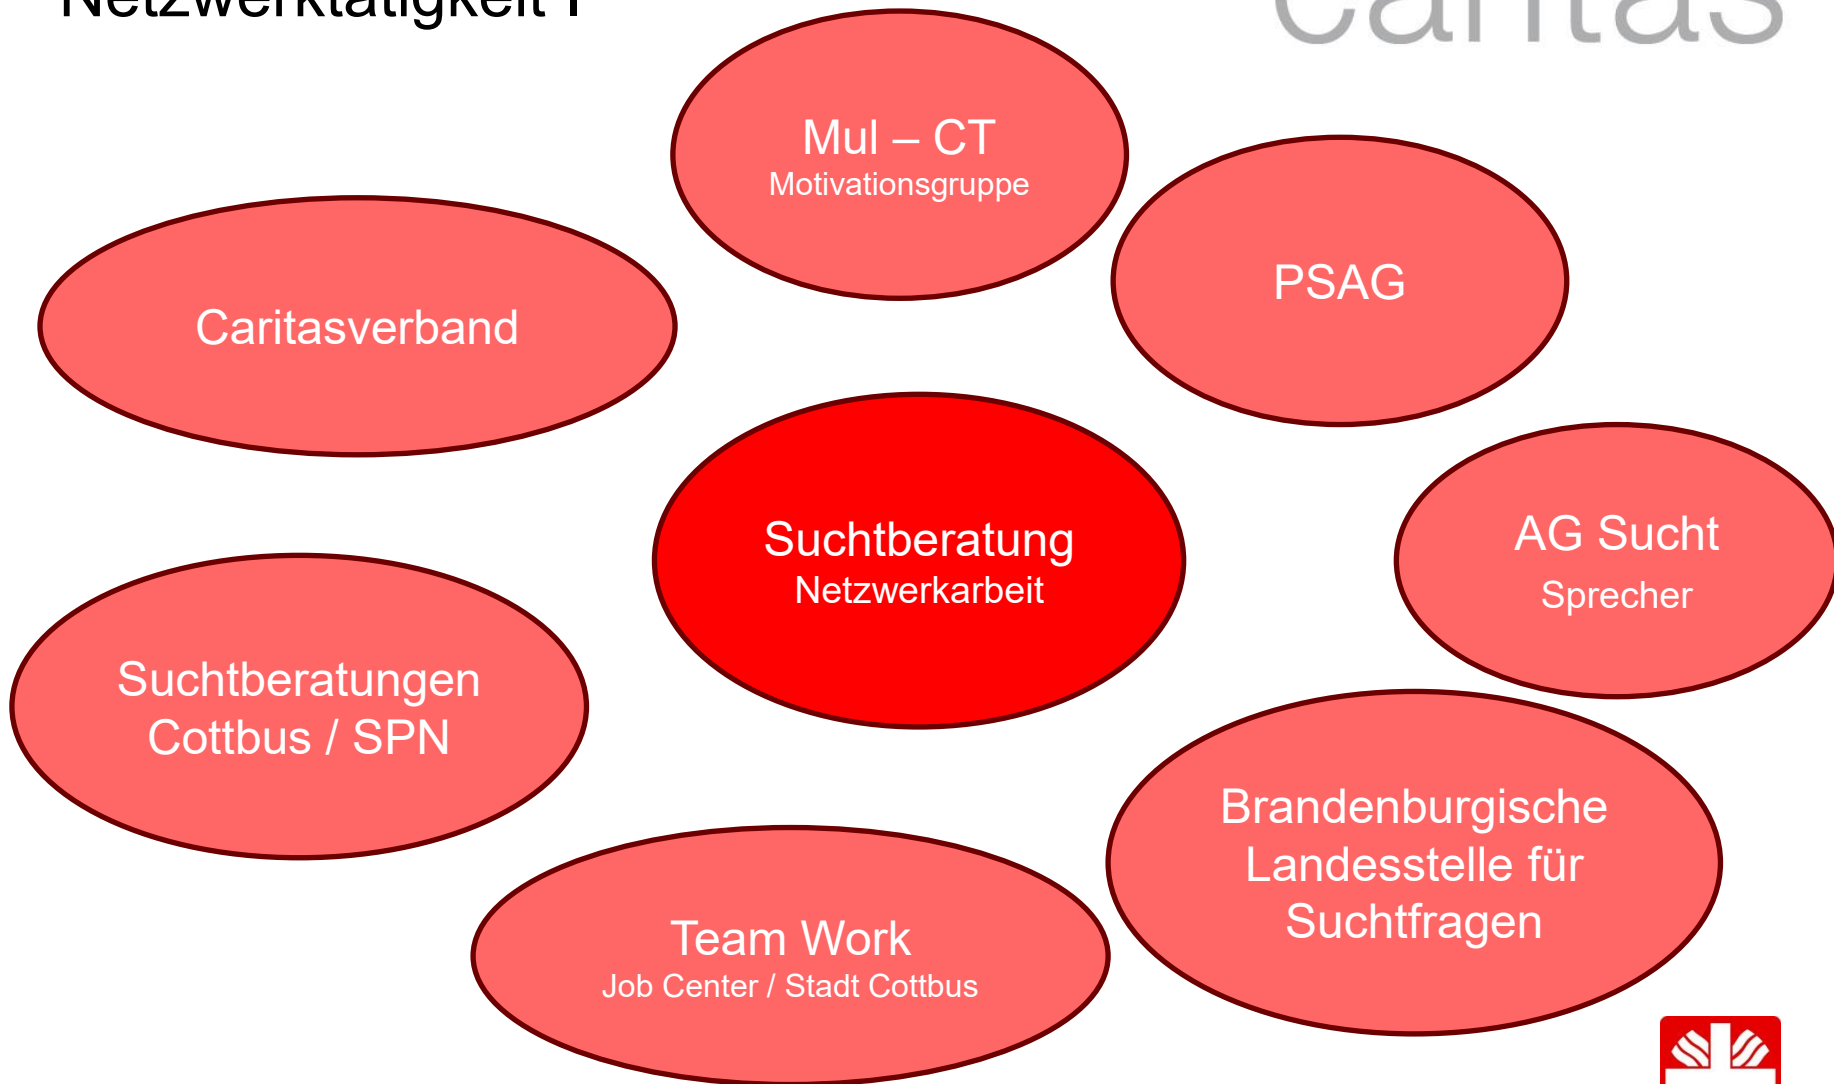 Netzwerktätigkeit I
caritas
Mul – CT
Motivationsgruppe
PSAG
Caritasverband
Suchtberatung
Netzwerkarbeit
AG Sucht
Sprecher
Suchtberatungen
Cottbus / SPN
Brandenburgische
Landesstelle für
Suchtfragen
Team Work
Job Center / Stadt Cottbus